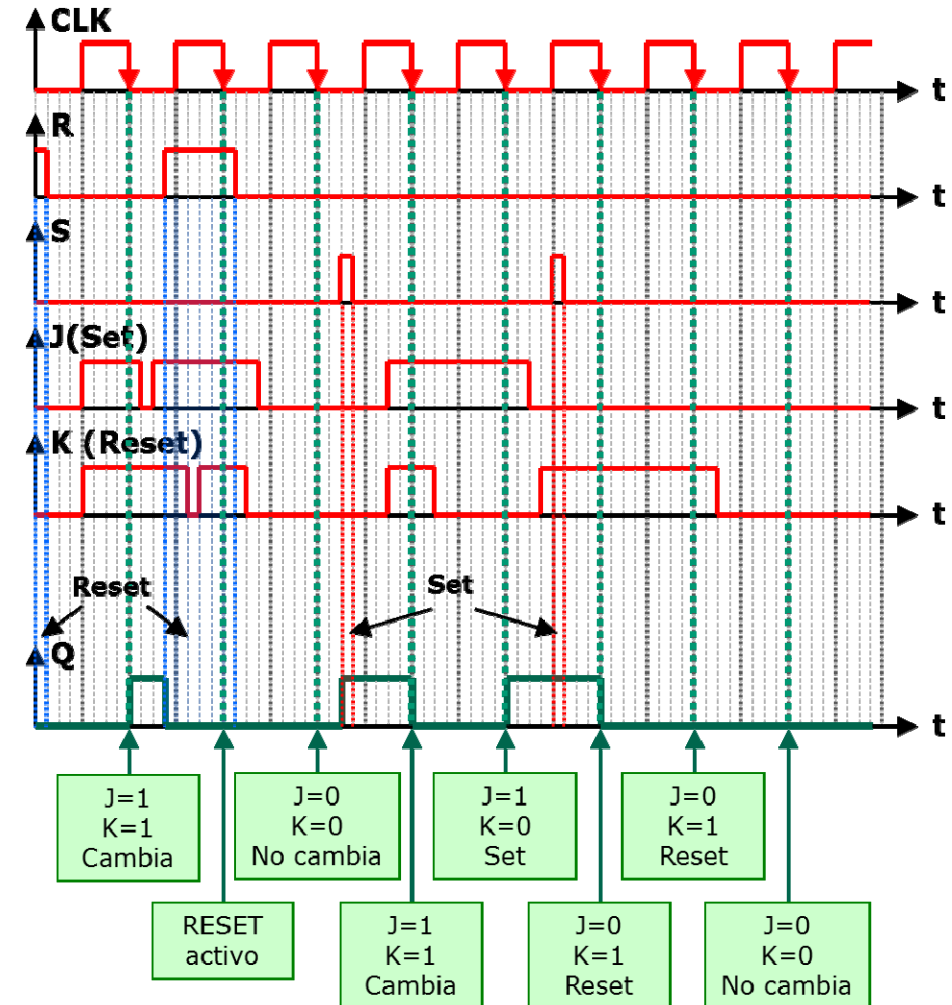 CLK
t
R
t
S
t
J(Set)
t
K (Reset)
t
Reset
Set
Q
t
J=1
K=1
Cambia
J=0
K=0
No cambia
J=1
K=0
Set
J=0
K=1
Reset
RESET
activo
J=1
K=1
Cambia
J=0
K=1
Reset
J=0
K=0
No cambia